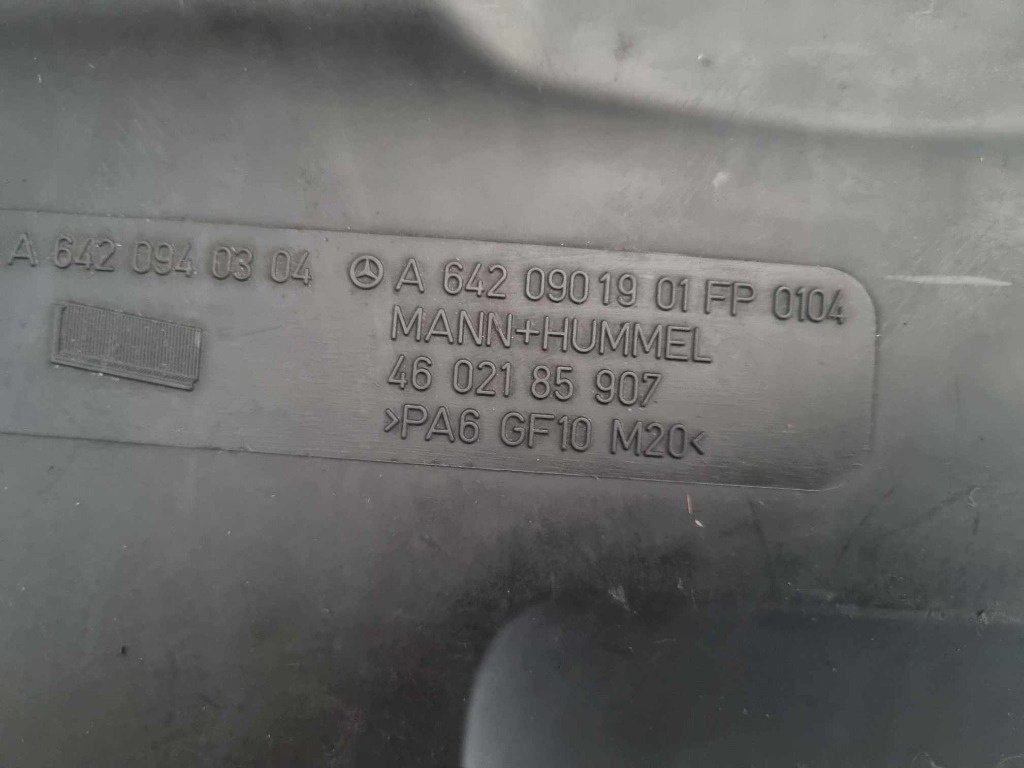 A 642 094 03 04 A 642 090 19 01 FP 0104
MANN+HUMMEL
46 021 85 907
>PA6 GF10 M20<